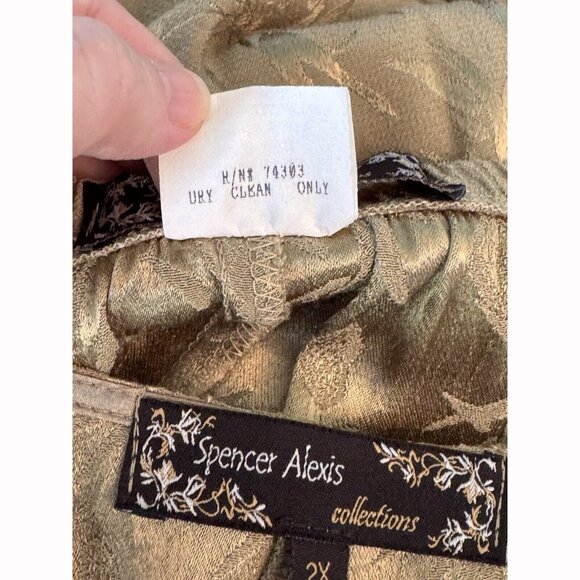 R/N# 74303
DRY CLEAN ONLY
Spencer Alexis
collections
2X